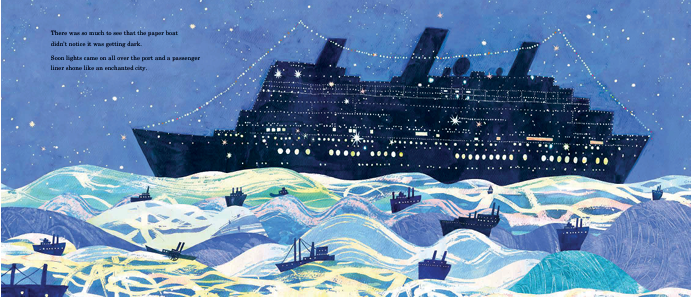 There was so much to see that the paper boat
didn't notice it was getting dark.
Soon lights came on all over the port and a passenger
liner shone like an enchanted city.